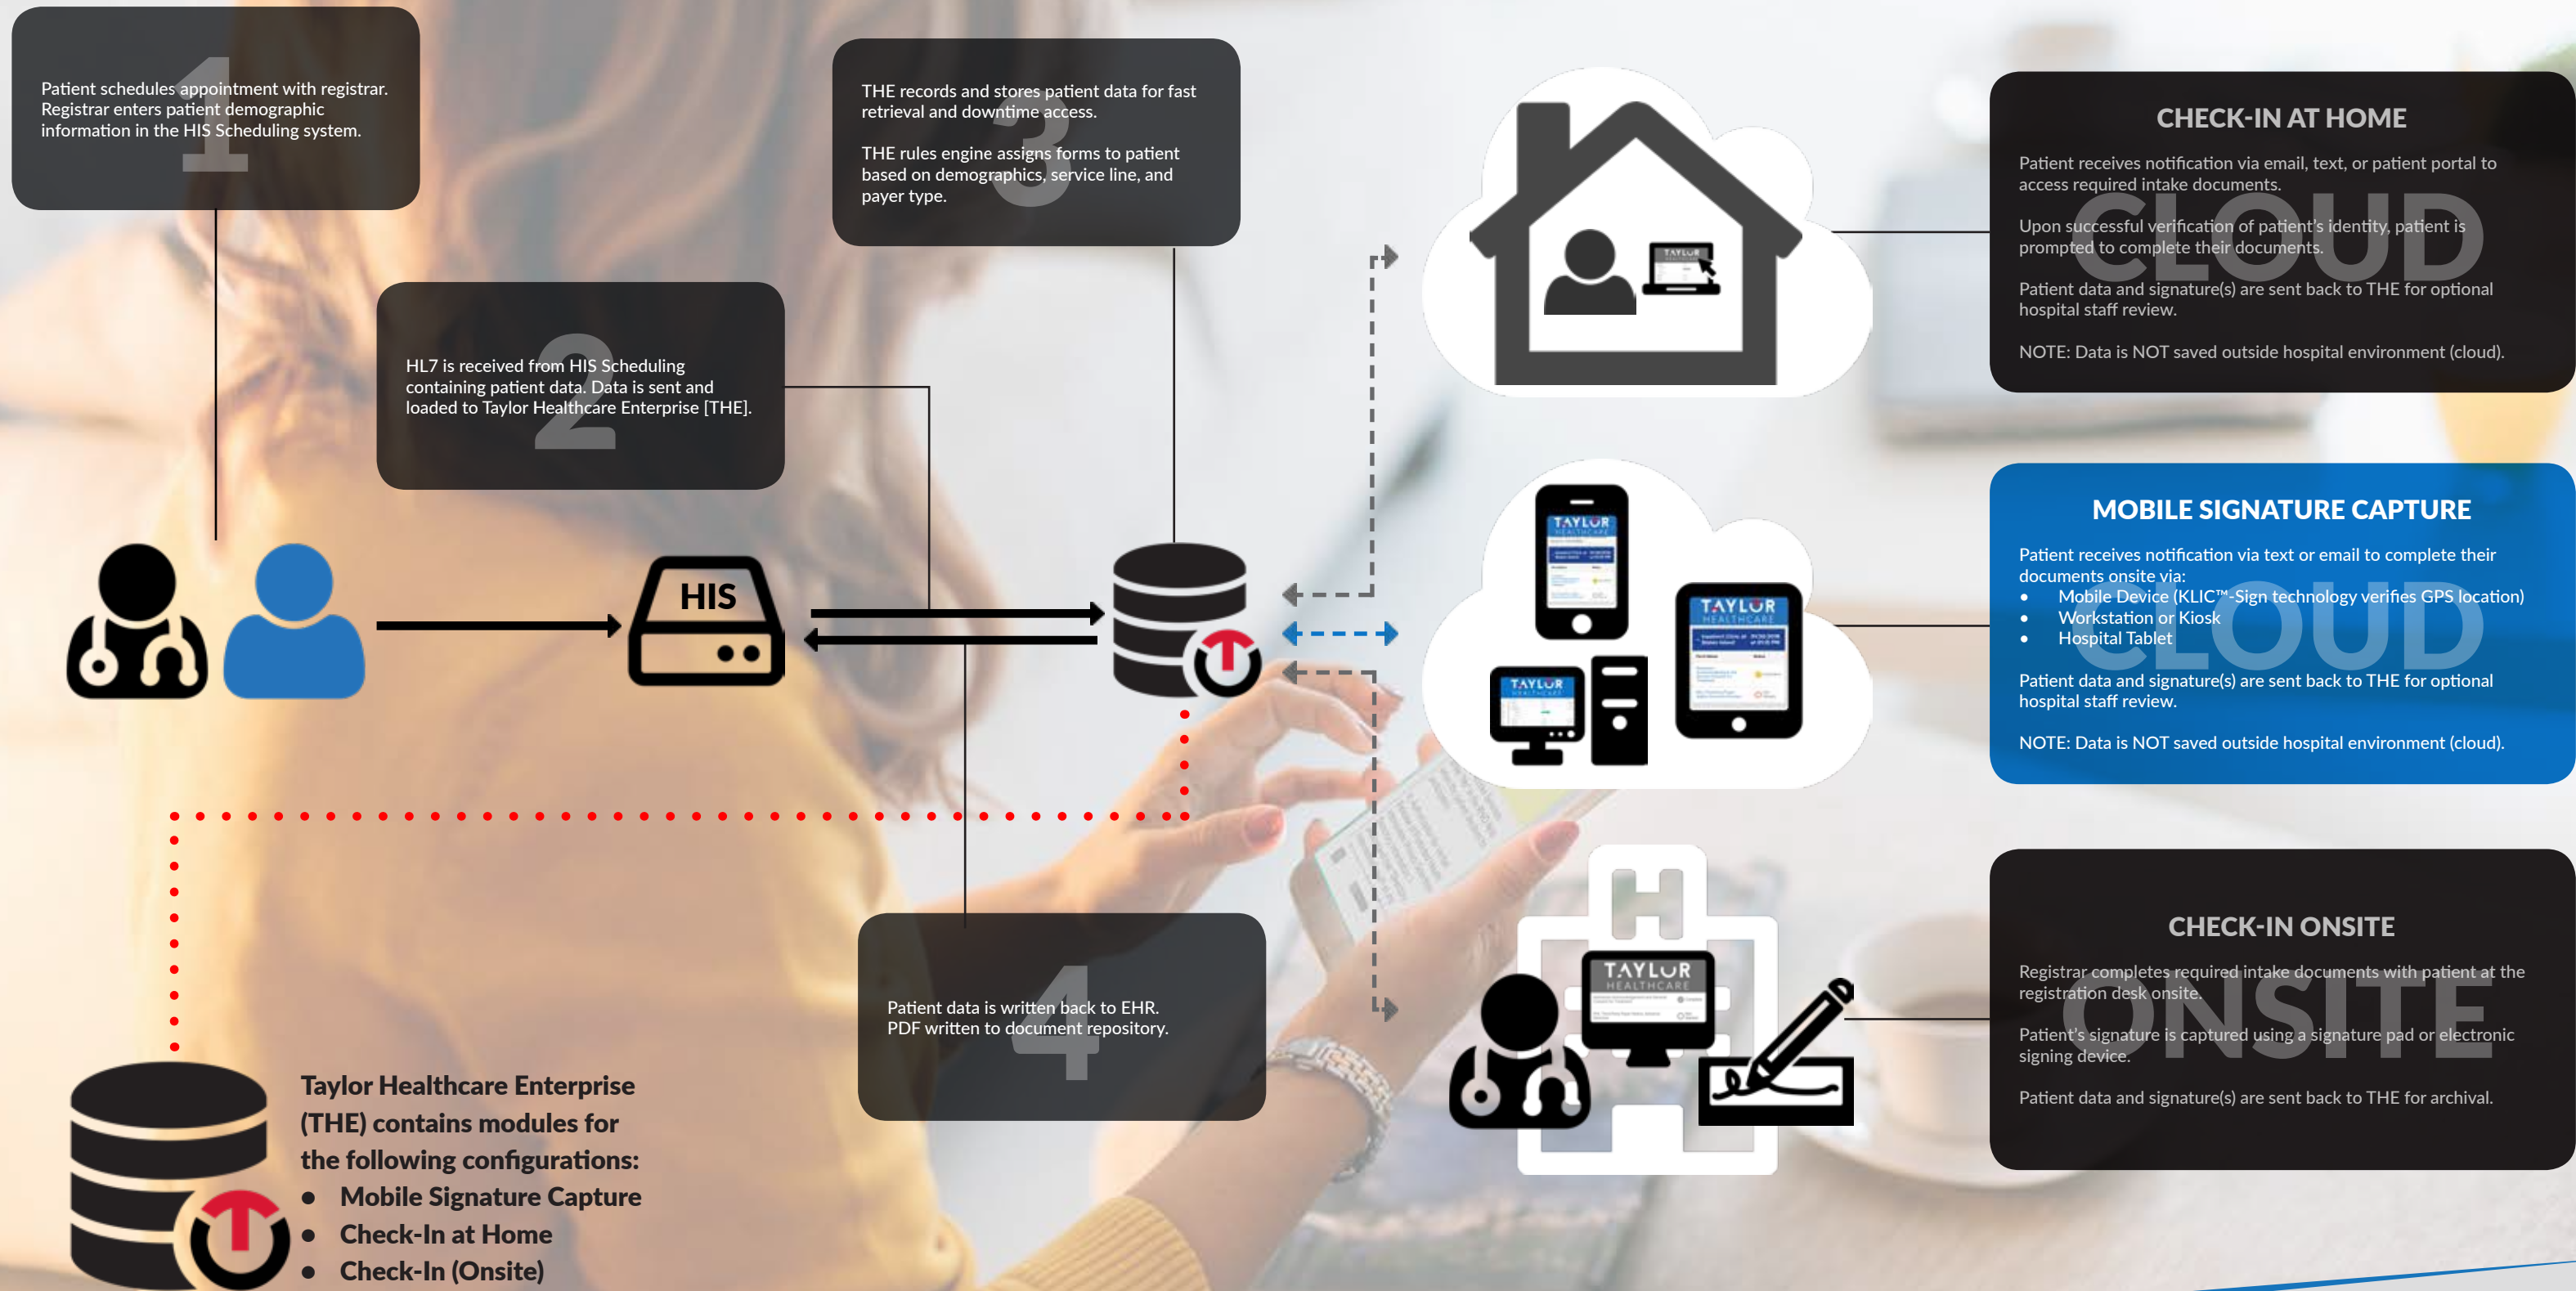 1
Patient schedules appointment with registrar.
Registrar enters patient demographic
information in the HIS Scheduling system.
2
HL7 is received from HIS Scheduling
containing patient data. Data is sent and
loaded to Taylor Healthcare Enterprise [THE].
3
THE records and stores patient data for fast
retrieval and downtime access.
THE rules engine assigns forms to patient
based on demographics, service line, and
payer type.
HIS
4
Patient data is written back to EHR.
PDF written to document repository.
Taylor Healthcare Enterprise
(THE) contains modules for
the following configurations:
• Mobile Signature Capture
• Check-In at Home
• Check-In (Onsite)
TAYLOR
CHECK-IN AT HOME
CLOUD
Patient receives notification via email, text, or patient portal to
access required intake documents.
Upon successful verification of patient's identity, patient is
prompted to complete their documents.
Patient data and signature(s) are sent back to THE for optional
hospital staff review.
NOTE: Data is NOT saved outside hospital environment (cloud).
TAYLOR
HEALTHCARE
TAYLOR
HEALTHCARE
TAYLOR
HEALTHCARE
MOBILE SIGNATURE CAPTURE
CLOUD
Patient receives notification via text or email to complete their
documents onsite via:
• Mobile Device (KLIC™-Sign technology verifies GPS location)
• Workstation or Kiosk
• Hospital Tablet
Patient data and signature(s) are sent back to THE for optional
hospital staff review.
NOTE: Data is NOT saved outside hospital environment (cloud).
H
TAYLOR
HEALTHCARE
CHECK-IN ONSITE
ONSITE
Registrar completes required intake documents with patient at the
registration desk onsite.
Patient's signature is captured using a signature pad or electronic
signing device.
Patient data and signature(s) are sent back to THE for archival.